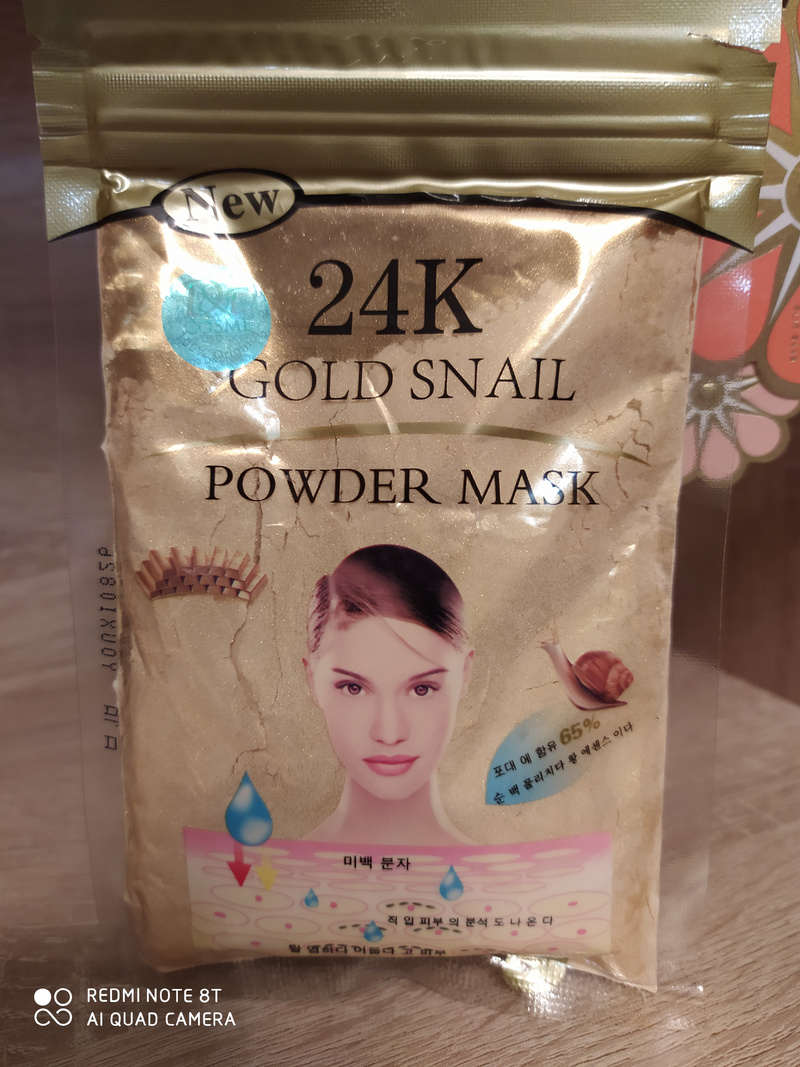 New
24K
GOLD SNAIL
POWDER MASK
COSME
포대 에 함유 65%
순 백 물리치다 왕 에센스 이다
미백 분자
직 입 피부 의 분석 도 나 온 다
REDMI NOTE 8T
AI QUAD CAMERA